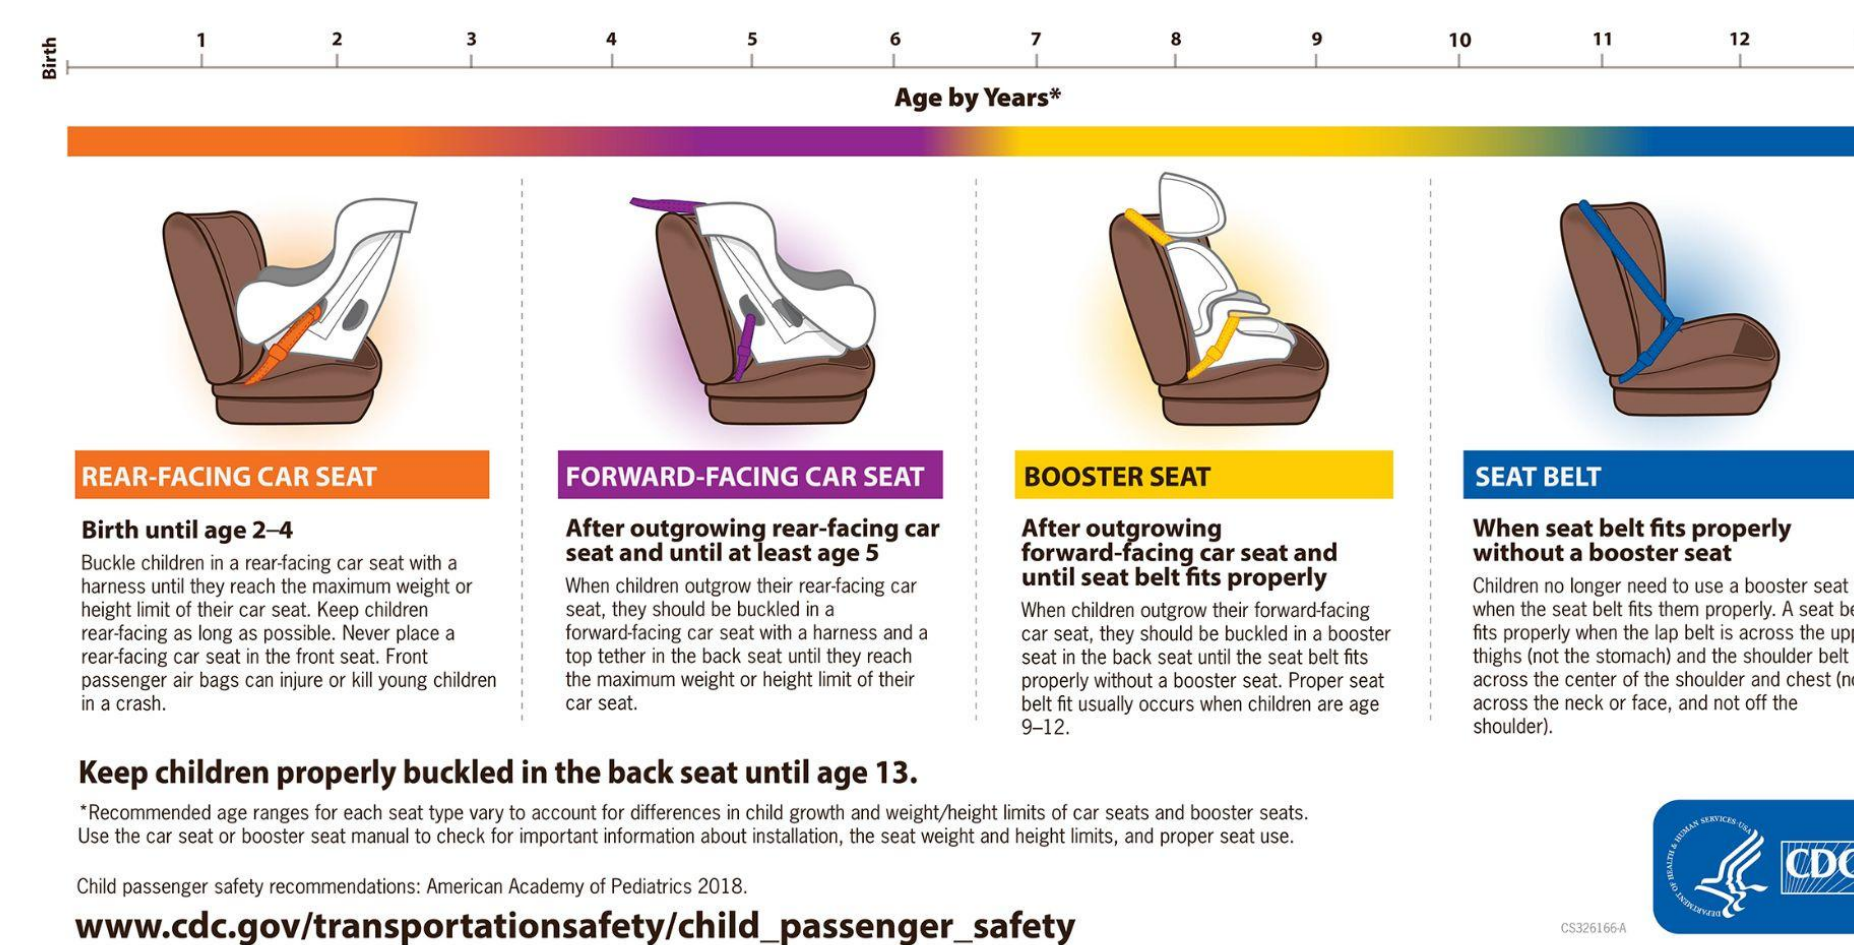 Birth
1 2 3 4 5 6 7 8 9 10 11 12
Age by Years*
REAR-FACING CAR SEAT
Birth until age 2–4
Buckle children in a rear-facing car seat with a
harness until they reach the maximum weight or
height limit of their car seat. Keep children
rear-facing as long as possible. Never place a
rear-facing car seat in the front seat. Front
passenger air bags can injure or kill young children
in a crash.
FORWARD-FACING CAR SEAT
After outgrowing rear-facing car
seat and until at least age 5
When children outgrow their rear-facing car
seat, they should be buckled in a
forward-facing car seat with a harness and a
top tether in the back seat until they reach
the maximum weight or height limit of their
car seat.
BOOSTER SEAT
After outgrowing
forward-facing car seat and
until seat belt fits properly
When children outgrow their forward-facing
car seat, they should be buckled in a booster
seat in the back seat until the seat belt fits
properly without a booster seat. Proper seat
belt fit usually occurs when children are age
9–12.
SEAT BELT
When seat belt fits properly
without a booster seat
Children no longer need to use a booster seat
when the seat belt fits them properly. A seat
fits properly when the lap belt is across the
thighs (not the stomach) and the shoulder belt
across the center of the shoulder and chest
across the neck or face, and not off the
shoulder).
Keep children properly buckled in the back seat until age 13.
*Recommended age ranges for each seat type vary to account for differences in child growth and weight/height limits of car seats and booster seats.
Use the car seat or booster seat manual to check for important information about installation, the seat weight and height limits, and proper seat use.
Child passenger safety recommendations: American Academy of Pediatrics 2018.
www.cdc.gov/transportationsafety/child_passenger_safety
CS326166-A
DEPARTMENT OF HEALTH & HUMAN SERVICES·USA
CDC